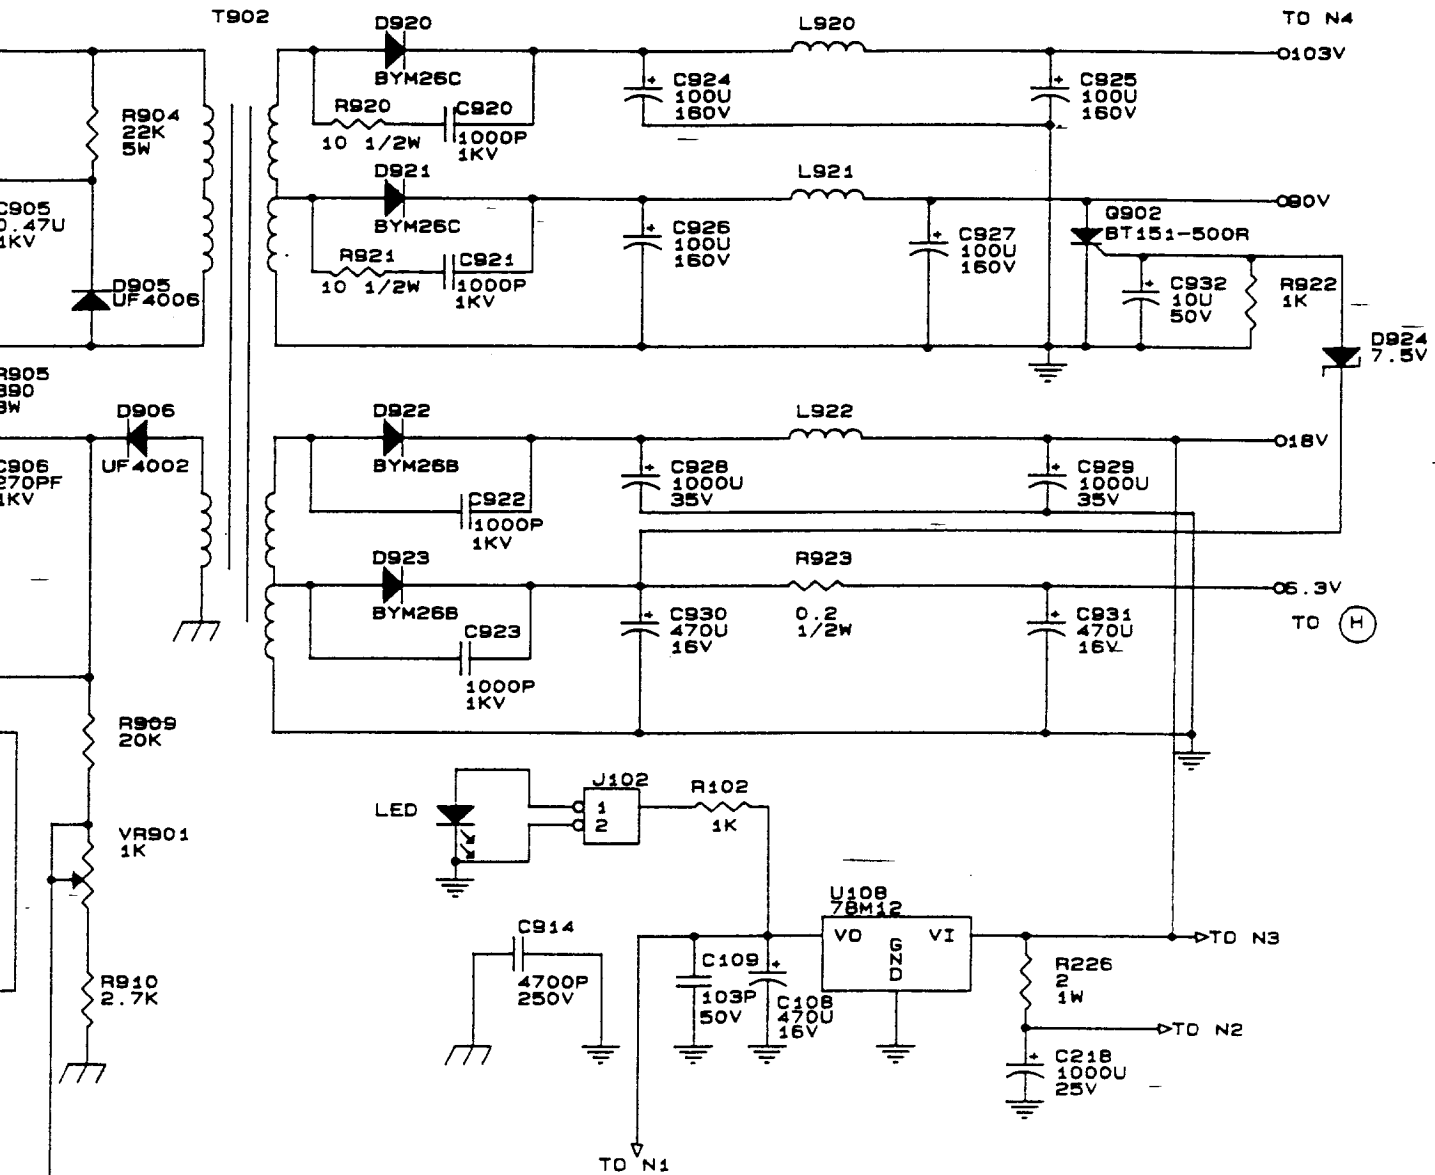 T902
D920
BYM26C
R920
10 1/2W
C920
1000P
1KV
C924
100U
160V
L920
C925
100U
160V
TO N4
103V
R904
22K
5W
C905
0.47U
1KV
D905
UF4006
D921
BYM26C
R921
10 1/2W
C921
1000P
1KV
C926
100U
160V
L921
C927
100U
160V
90V
Q902
BT151-500R
C932
10U
50V
R922
1K
D924
7.5V
R905
W
D906
UF4002
C906
270PF
1KV
D922
BYM26B
C922
1000P
1KV
C928
1000U
35V
L922
C929
1000U
35V
18V
D923
BYM26B
C923
1000P
1KV
C930
470U
16V
R923
0.2
1/2W
C931
470U
16V
6.3V
TO H
R909
20K
VR901
1K
R910
2.7K
LED
J102
1
2
R102
1K
C914
4700P
250V
C109
103P
50V
C108
470U
16V
U108
78M12
VO
GND
VI
TO N3
R226
2
1W
TO N2
C218
1000U
25V
TO N1